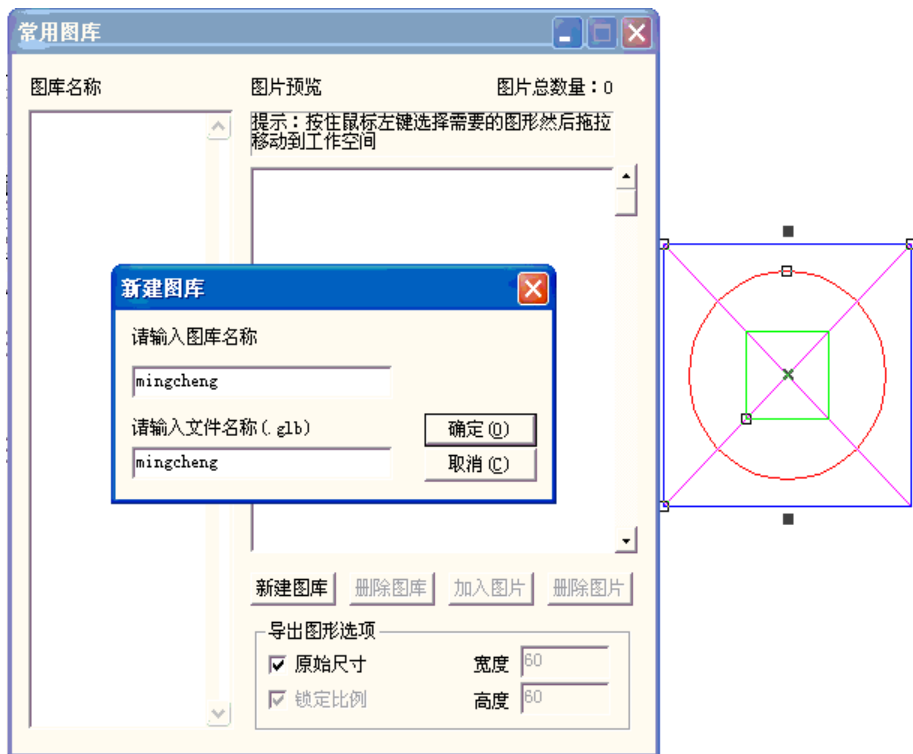 常用图库
图库名称
图片预览
图片总数量：0
提示：按住鼠标左键选择需要的图形然后拖拉
移动到工作空间
新建图库
请输入图库名称
mingcheng
请输入文件名称(.glb)
mingcheng
确定(O)
取消(C)
新建图库
删除图库
加入图片
删除图片
导出图形选项
原始尺寸
宽度 60
锁定比例
高度 60